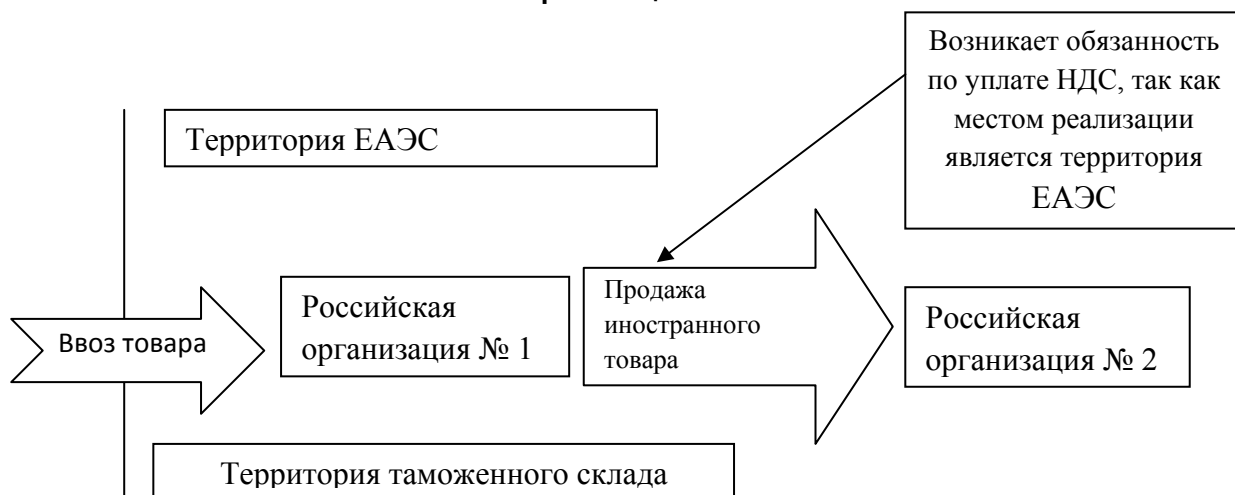 Возникает обязанность
по уплате НДС, так как
местом реализации
является территория
ЕАЭС
Территория ЕАЭС
Ввоз товара
Российская
организация № 1
Продажа
иностранного
товара
Российская
организация № 2
Территория таможенного склада